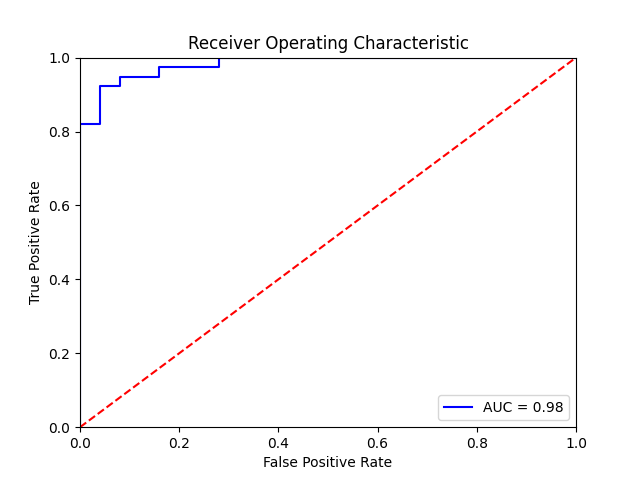 Receiver Operating Characteristic
1.0
0.8
0.6
0.4
0.2
0.0
True Positive Rate
AUC = 0.98
0.0 0.2 0.4 0.6 0.8 1.0
False Positive Rate